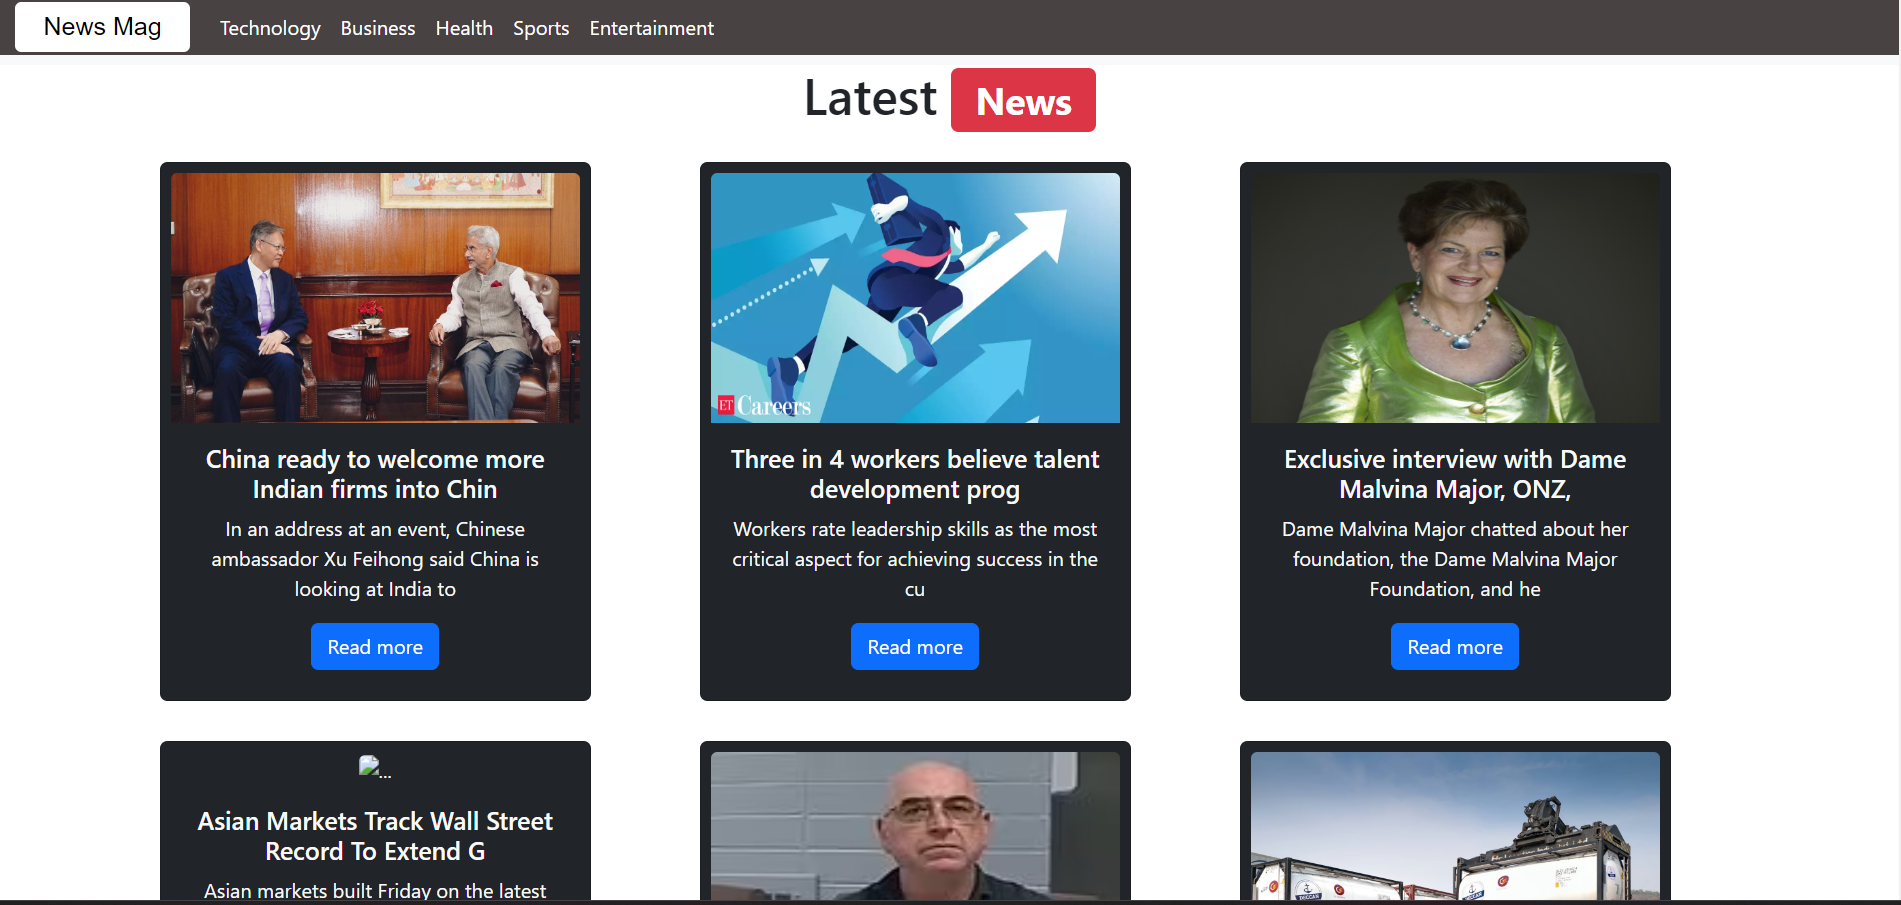 News Mag
Technology Business Health Sports Entertainment
Latest News
ET Careers
China ready to welcome more
Indian firms into Chin
In an address at an event, Chinese
ambassador Xu Feihong said China is
looking at India to
Read more
Three in 4 workers believe talent
development prog
Workers rate leadership skills as the most
critical aspect for achieving success in the
cu
Read more
Exclusive interview with Dame
Malvina Major, ONZ,
Dame Malvina Major chatted about her
foundation, the Dame Malvina Major
Foundation, and he
Read more
...
Asian Markets Track Wall Street
Record To Extend G
Asian markets built Friday on the latest